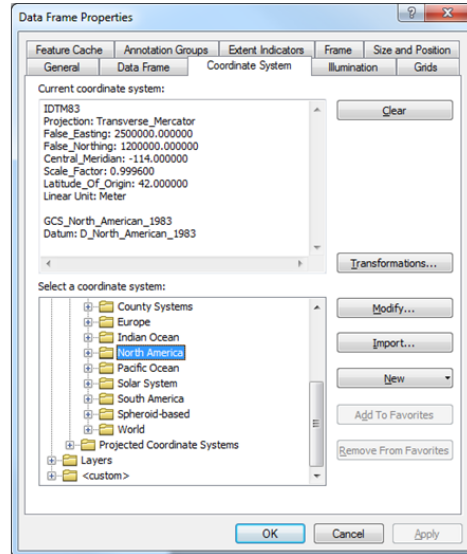 Data Frame Properties
Feature Cache Annotation Groups Extent Indicators Frame Size and Position
General Data Frame Coordinate System Illumination Grids
Current coordinate system:
IDTM83
Projection: Transverse_Mercator
False_Easting: 2500000.000000
False_Northing: 1200000.000000
Central_Meridian: -114.000000
Scale_Factor: 0.999600
Latitude_Of_Origin: 42.000000
Linear Unit: Meter
GCS_North_American_1983
Datum: D_North_American_1983
Clear
Transformations...
Select a coordinate system:
County Systems
Europe
Indian Ocean
North America
Pacific Ocean
Solar System
South America
Spheroid-based
World
Projected Coordinate Systems
Layers
<custom>
Modify...
Import...
New
Add To Favorites
Remove From Favorites
OK Cancel Apply